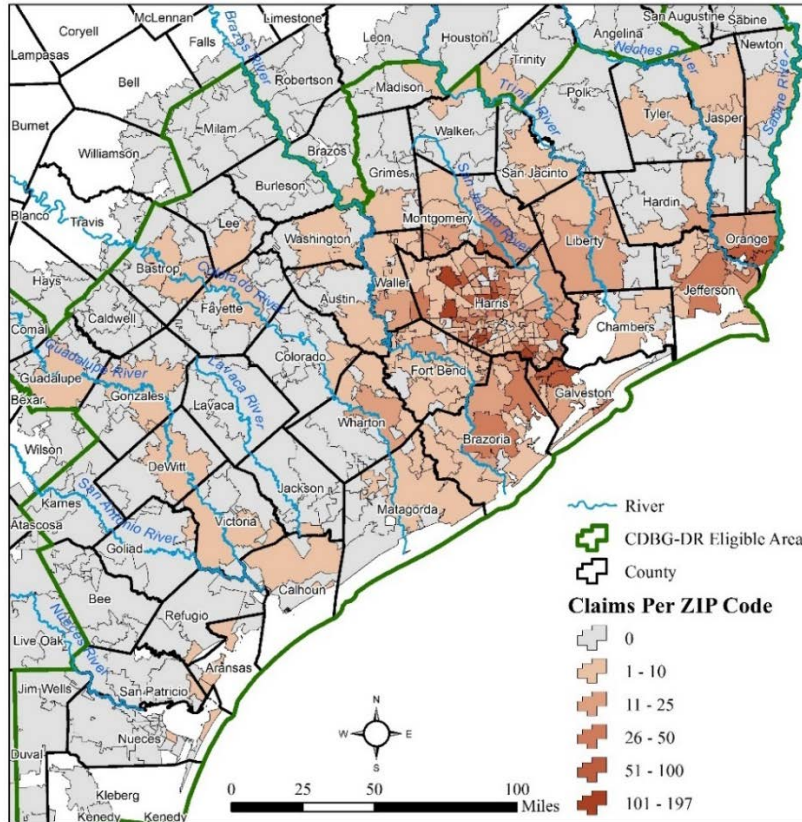 McLennan
Limestone
Coryell
Falls
Leon
Houston
Angelina
San Augustine
Sabine
Lampasas
Brazos River
Trinity
Neches River
Newton
Bell
Robertson
Madison
Trinity River
Polk
Sabine River
Milam
Walker
Tyler
Jasper
Burnet
Williamson
Brazos
Grimes
San Jacinto
San Jacinto River
Burleson
Montgomery
Hardin
Blanco
Travis
Lee
Washington
Liberty
Orange
Bastrop
Colorado River
Waller
Harris
Jefferson
Hays
Austin
Chambers
Caldwell
Fayette
Comal
Guadalupe River
Lavaca River
Colorado
Fort Bend
Guadalupe
Gonzales
Galveston
Bexar
Lavaca
Wharton
Brazoria
Wilson
DeWitt
Jackson
Karnes
San Antonio River
Matagorda
Atascosa
Victoria
Goliad
Calhoun
Bee
Refugio
Nueces River
Live Oak
Aransas
Jim Wells
San Patricio
Nueces
Duval
Kleberg
Kenedy
Kenedy
River
CDBG-DR Eligible Area
County
Claims Per ZIP Code
0
1 - 10
11 - 25
26 - 50
51 - 100
101 - 197
N
W E
S
0 25 50 100
Miles